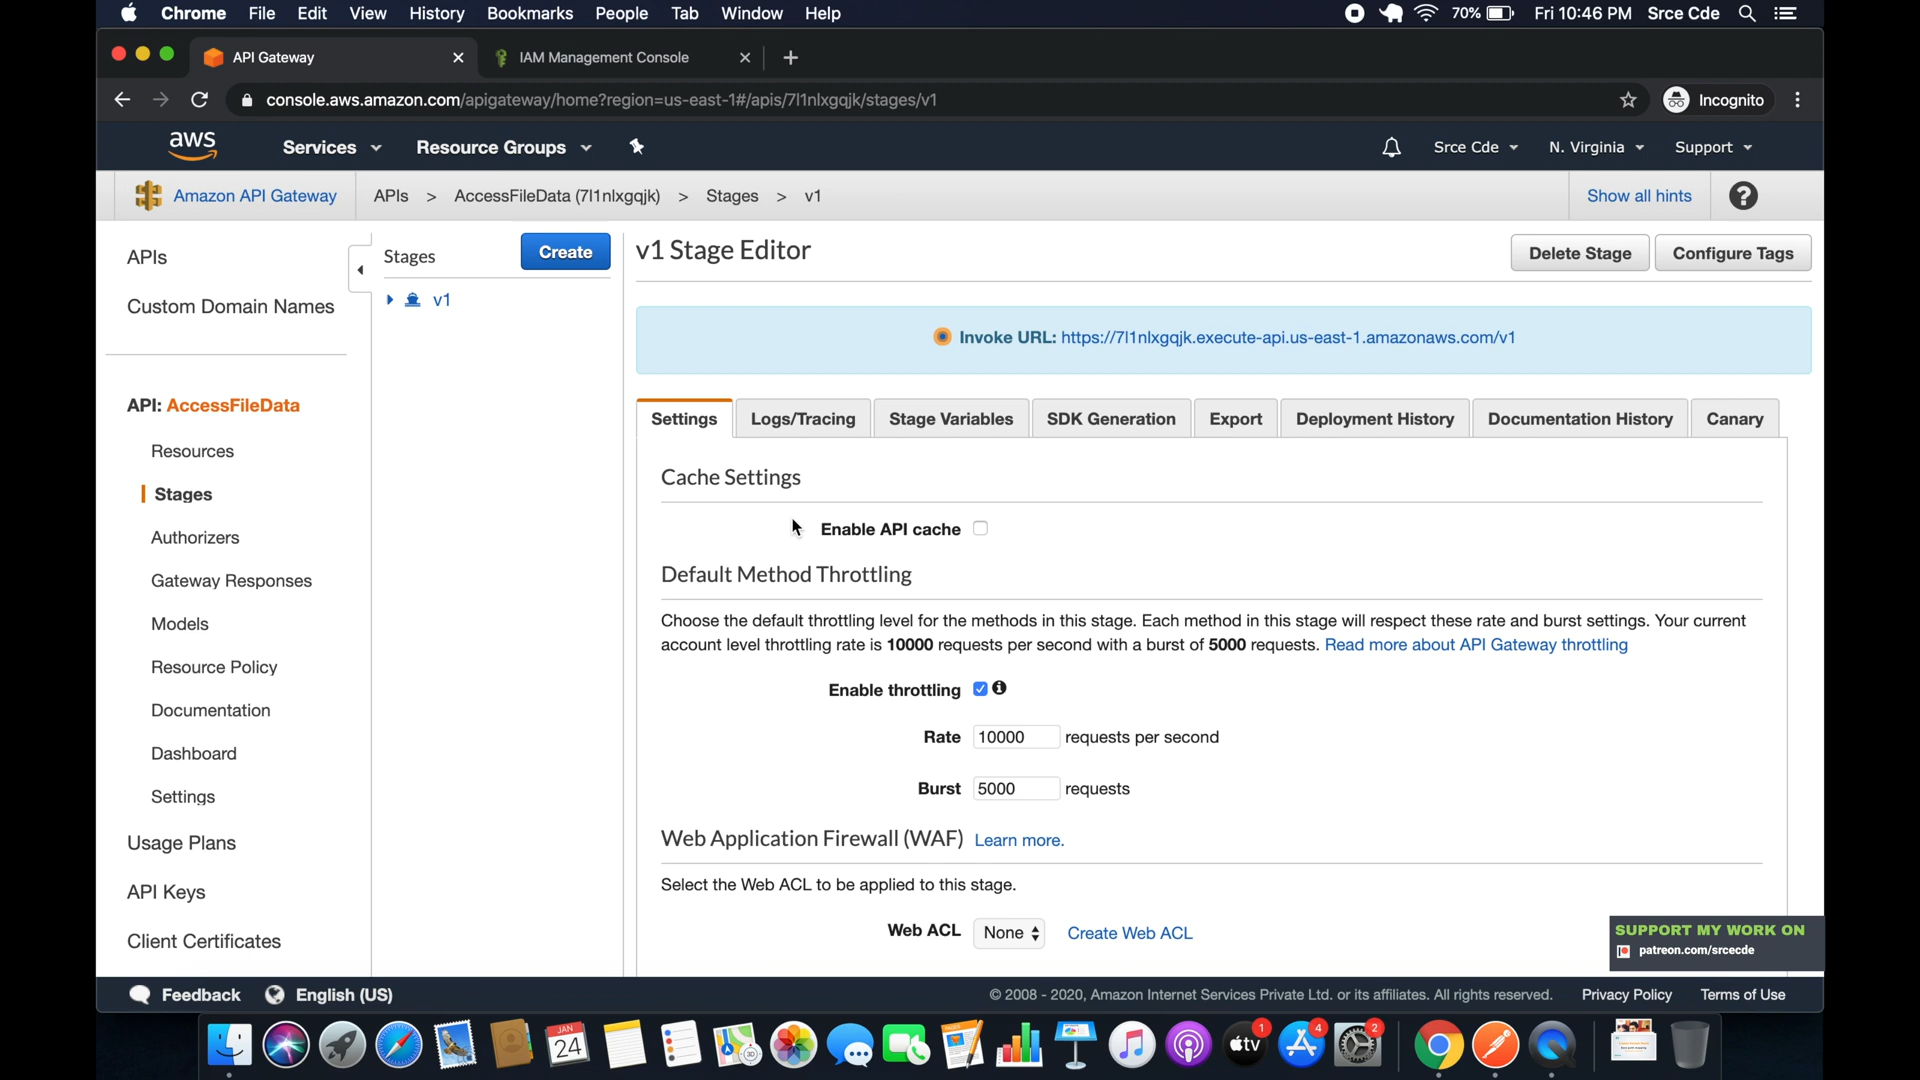 Chrome File Edit View History Bookmarks People Tab Window Help
70% Fri 10:46 PM Srce Cde
API Gateway
IAM Management Console
console.aws.amazon.com/apigateway/home?region=us-east-1#/apis/7l1nlxgqjk/stages/v1
Incognito
aws
Services
Resource Groups
Srce Cde
N. Virginia
Support
Amazon API Gateway
APIs > AccessFileData (7l1nlxgqjk) > Stages > v1
Show all hints
?
APIs
Custom Domain Names
API: AccessFileData
Resources
Stages
Authorizers
Gateway Responses
Models
Resource Policy
Documentation
Dashboard
Settings
Usage Plans
API Keys
Client Certificates
Stages
Create
v1
v1 Stage Editor
Delete Stage
Configure Tags
Invoke URL: https://7l1nlxgqjk.execute-api.us-east-1.amazonaws.com/v1
Settings
Logs/Tracing
Stage Variables
SDK Generation
Export
Deployment History
Documentation History
Canary
Cache Settings
Enable API cache
Default Method Throttling
Choose the default throttling level for the methods in this stage. Each method in this stage will respect these rate and burst settings. Your current
account level throttling rate is 10000 requests per second with a burst of 5000 requests. Read more about API Gateway throttling
Enable throttling
Rate 10000 requests per second
Burst 5000 requests
Web Application Firewall (WAF) Learn more.
Select the Web ACL to be applied to this stage.
Web ACL None Create Web ACL
SUPPORT MY WORK ON
patreon.com/srcecde
Feedback
English (US)
© 2008 - 2020, Amazon Internet Services Private Ltd. or its affiliates. All rights reserved.
Privacy Policy
Terms of Use
JAN
24
tv
1
4
2